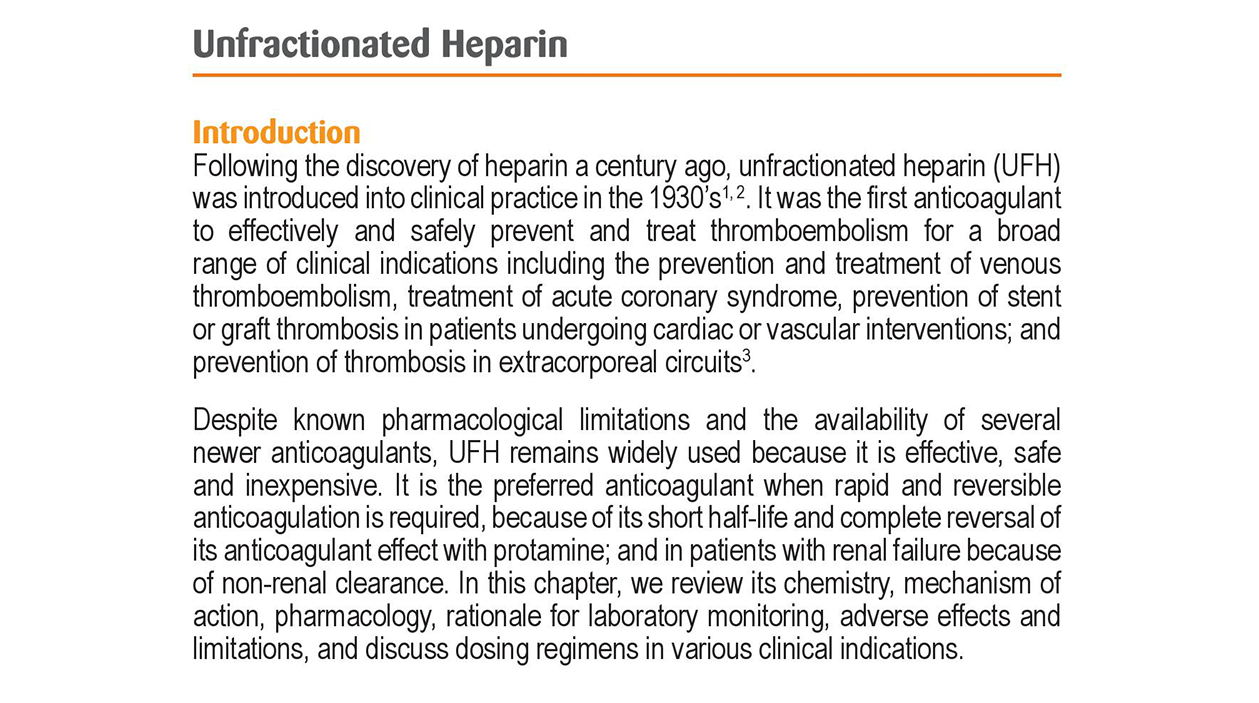 Unfractionated Heparin
Introduction
Following the discovery of heparin a century ago, unfractionated heparin (UFH)
was introduced into clinical practice in the 1930’s1, 2. It was the first anticoagulant
to effectively and safely prevent and treat thromboembolism for a broad
range of clinical indications including the prevention and treatment of venous
thromboembolism, treatment of acute coronary syndrome, prevention of stent
or graft thrombosis in patients undergoing cardiac or vascular interventions; and
prevention of thrombosis in extracorporeal circuits3.
Despite known pharmacological limitations and the availability of several
newer anticoagulants, UFH remains widely used because it is effective, safe
and inexpensive. It is the preferred anticoagulant when rapid and reversible
anticoagulation is required, because of its short half-life and complete reversal of
its anticoagulant effect with protamine; and in patients with renal failure because
of non-renal clearance. In this chapter, we review its chemistry, mechanism of
action, pharmacology, rationale for laboratory monitoring, adverse effects and
limitations, and discuss dosing regimens in various clinical indications.